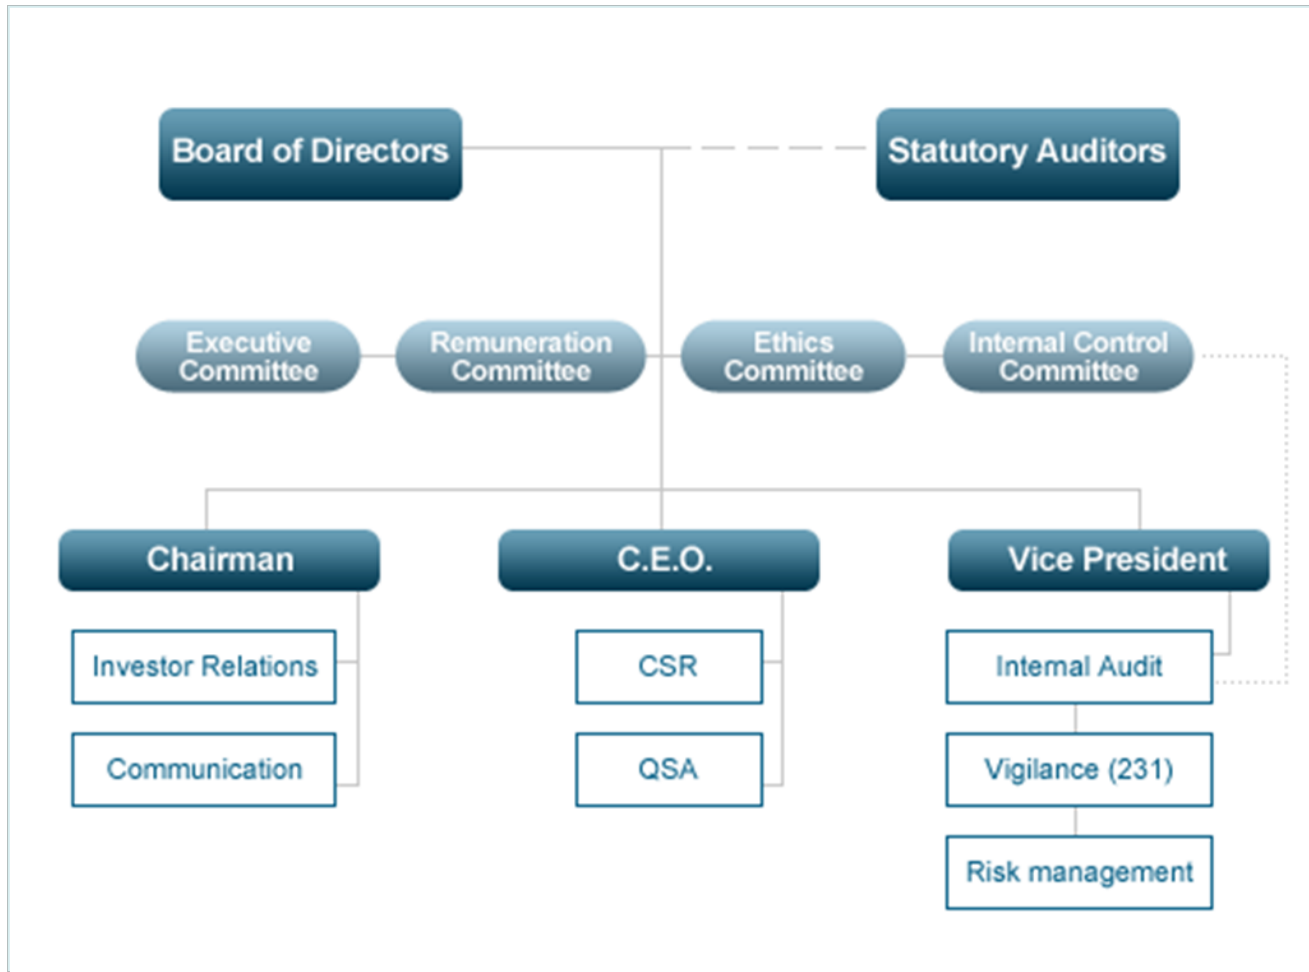 Board of Directors
Statutory Auditors
Executive
Committee
Remuneration
Committee
Ethics
Committee
Internal Control
Committee
Chairman
C.E.O.
Vice President
Investor Relations
CSR
Internal Audit
Communication
QSA
Vigilance (231)
Risk management